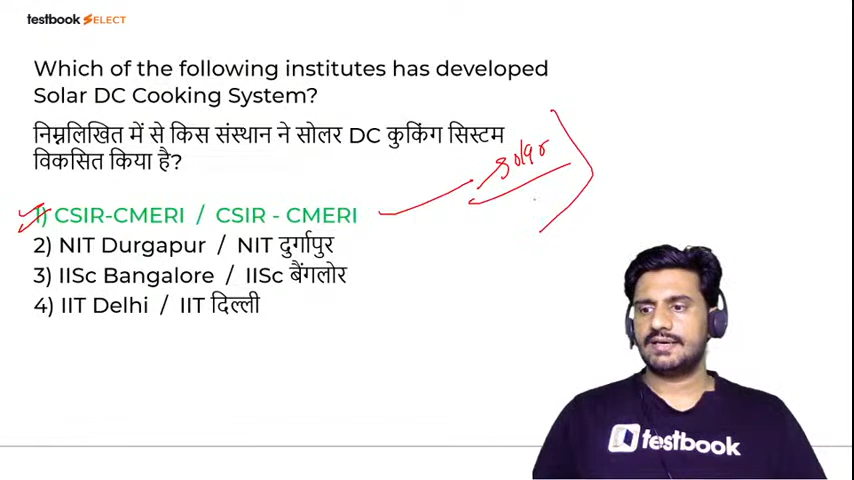 testbook SELECT
Which of the following institutes has developed
Solar DC Cooking System?
निम्नलिखित में से किस संस्थान ने सोलर DC कुकिंग सिस्टम
विकसित किया है?
solar
1) CSIR-CMERI / CSIR - CMERI
2) NIT Durgapur / NIT दुर्गापुर
3) IISc Bangalore / IISc बैंगलोर
4) IIT Delhi / IIT दिल्ली
testbook